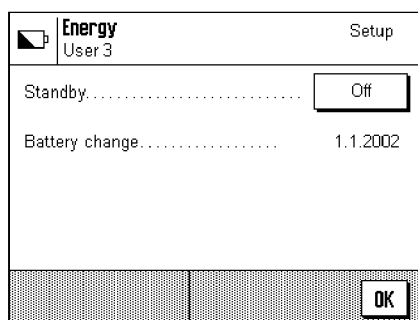 Energy Setup
User 3
Standby........................... Off
Battery change.................. 1.1.2002
OK